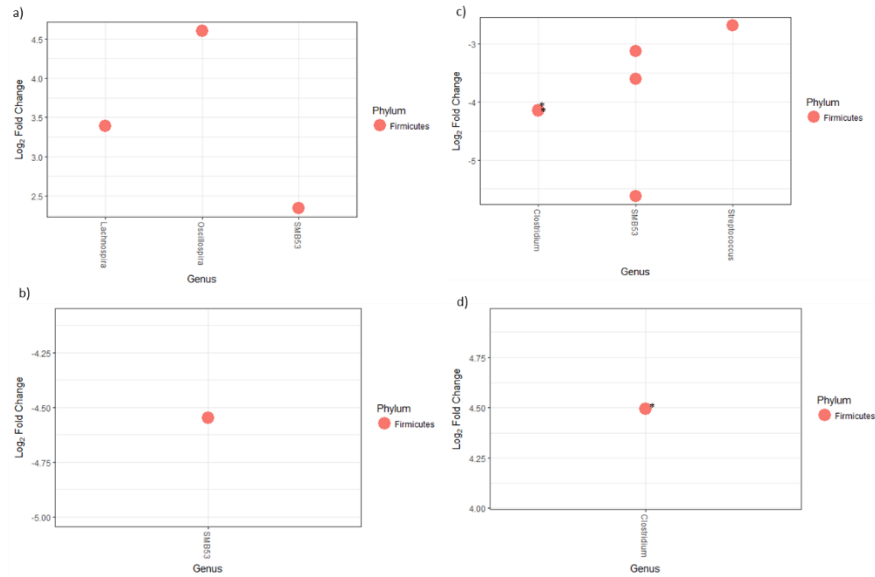 a)
Log2 Fold Change
4.5
4.0
3.5
3.0
2.5
Lachnospira
Oscillospira
SMB53
Genus
Phylum
Firmicutes
c)
Log2 Fold Change
-3
-4
-5
*
*
Clostridium
SMB53
Streptococcus
Genus
Phylum
Firmicutes
b)
Log2 Fold Change
-4.25
-4.50
-4.75
-5.00
SMB53
Genus
Phylum
Firmicutes
d)
Log2 Fold Change
4.75
4.50
4.25
4.00
*
Clostridium
Genus
Phylum
Firmicutes